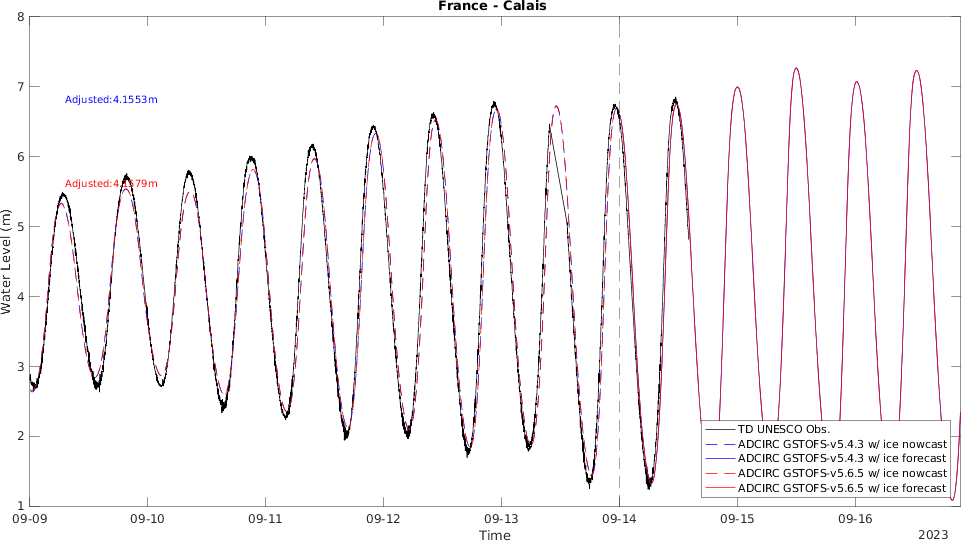 France - Calais
8
7
6
5
4
3
2
1
Water Level (m)
Adjusted:4.1553m
TD UNESCO Obs.
ADCIRC GSTOFS-v5.4.3 w/ ice nowcast
ADCIRC GSTOFS-v5.4.3 w/ ice forecast
ADCIRC GSTOFS-v5.6.5 w/ ice nowcast
ADCIRC GSTOFS-v5.6.5 w/ ice forecast
09-09 09-10 09-11 09-12 09-13 09-14 09-15 09-16
Time
2023